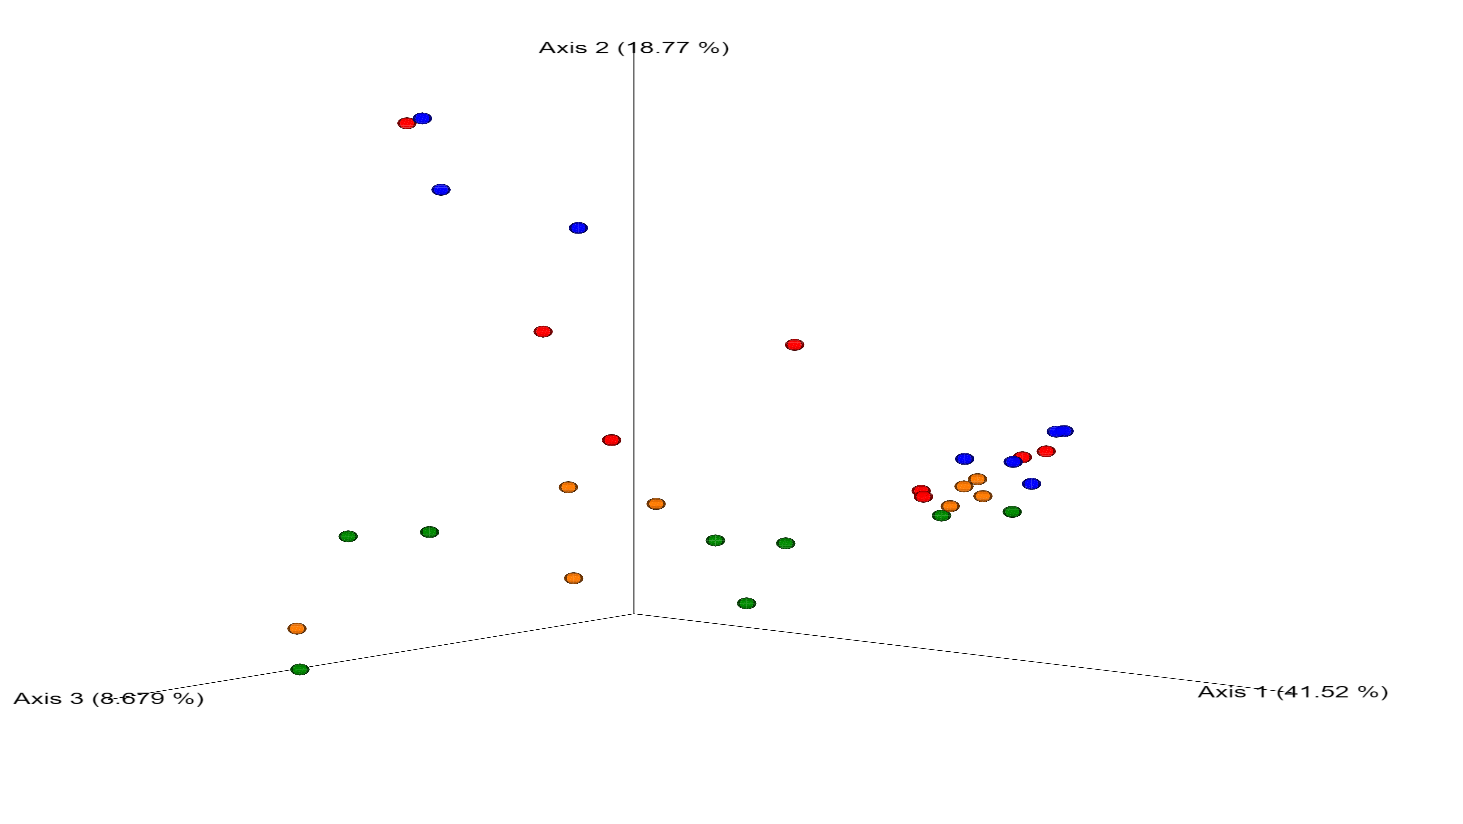 Axis 2 (18.77 %)
Axis 3 (8.679 %)
Axis 1 (41.52 %)